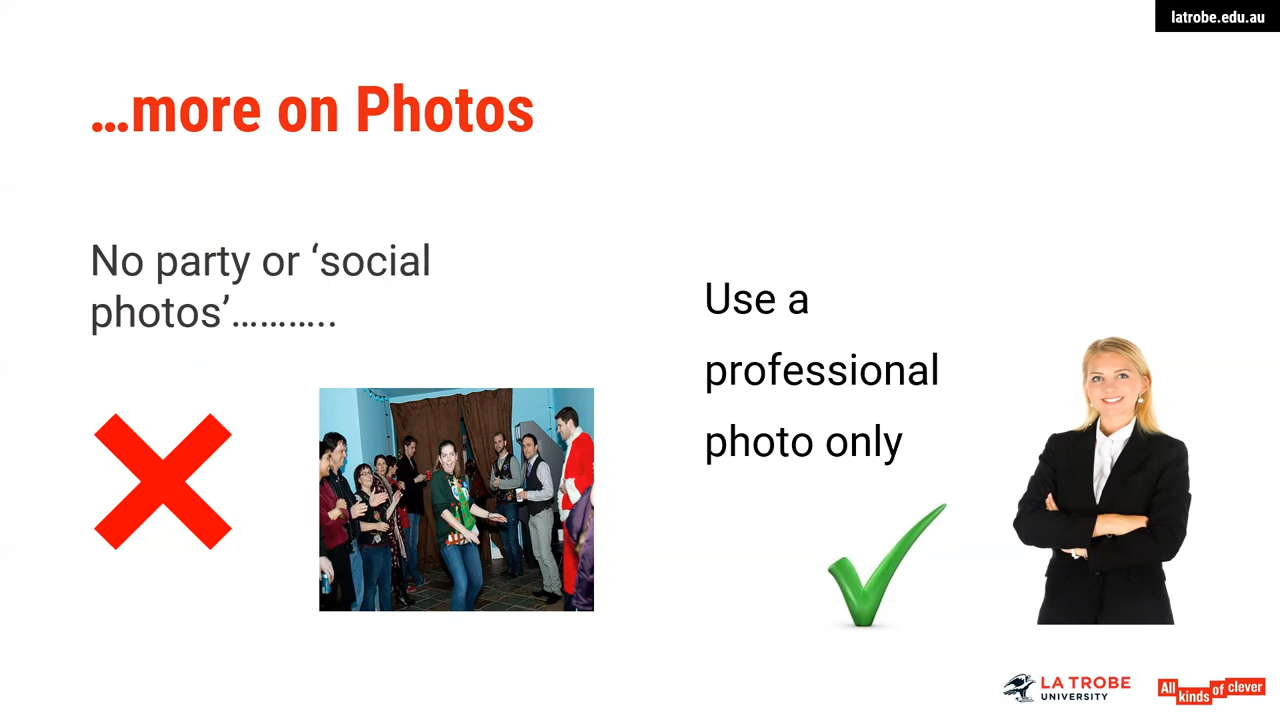 latrobe.edu.au
…more on Photos
No party or ‘social
photos’………..
Use a
professional
photo only
LA TROBE
UNIVERSITY
All kinds of clever